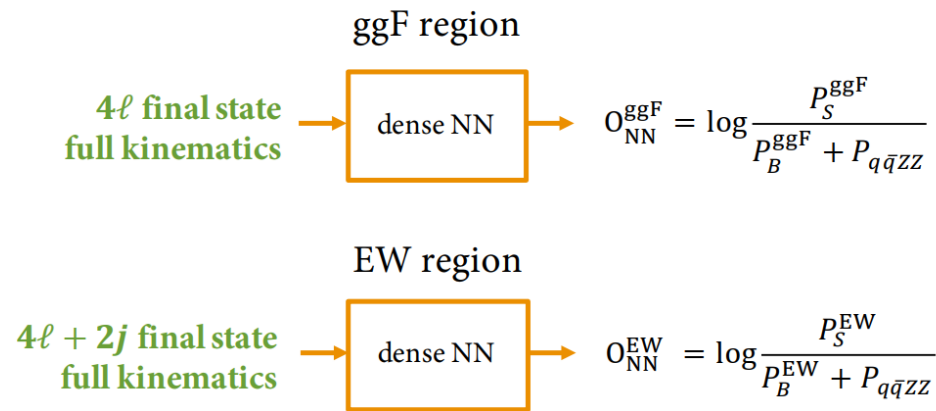 ggF region
4ℓ final state
full kinematics
dense NN
O_NN^ggF = log P_S^ggF / (P_B^ggF + P_qq̄ZZ)
EW region
4ℓ + 2j final state
full kinematics
dense NN
O_NN^EW = log P_S^EW / (P_B^EW + P_qq̄ZZ)